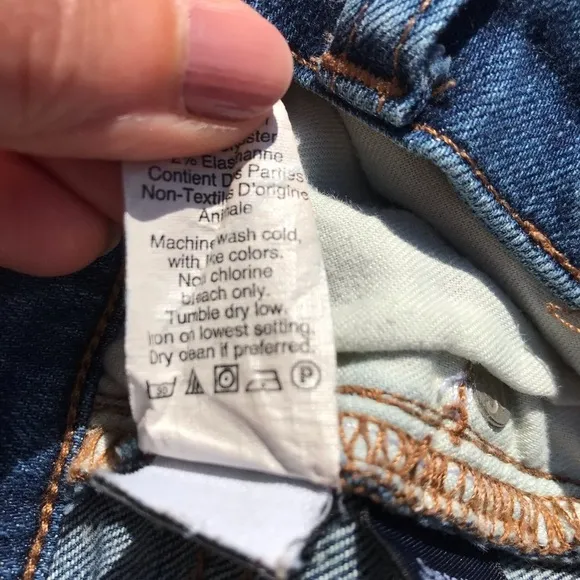 2% Elasthanne
Contient Des Parties
Non-Textiles D'origine
Animale
Machine wash cold,
with like colors.
Non chlorine
bleach only.
Tumble dry low.
Iron on lowest setting.
Dry clean if preferred.
30 P